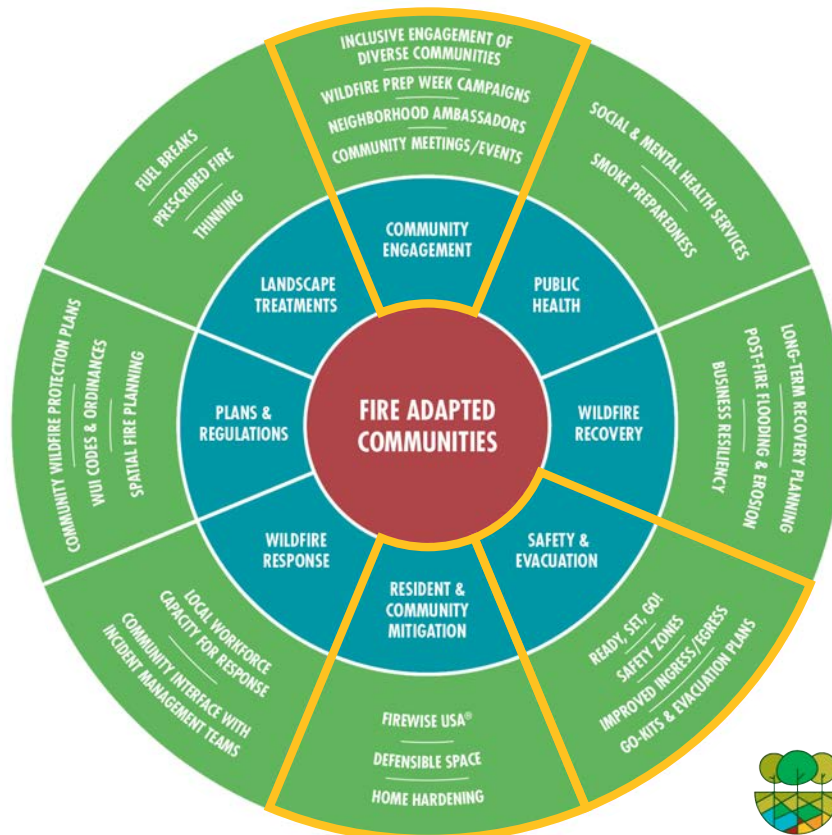 INCLUSIVE ENGAGEMENT OF
DIVERSE COMMUNITIES
WILDFIRE PREP WEEK CAMPAIGNS
NEIGHBORHOOD AMBASSADORS
COMMUNITY MEETINGS/EVENTS
COMMUNITY
ENGAGEMENT
SOCIAL & MENTAL HEALTH SERVICES
SMOKE PREPAREDNESS
PUBLIC
HEALTH
LONG-TERM RECOVERY PLANNING
POST-FIRE FLOODING & EROSION
BUSINESS RESILIENCY
WILDFIRE
RECOVERY
SAFETY &
EVACUATION
READY, SET, GO!
SAFETY ZONES
IMPROVED INGRESS/EGRESS
GO-KITS & EVACUATION PLANS
RESIDENT &
COMMUNITY
MITIGATION
FIREWISE USA®
DEFENSIBLE SPACE
HOME HARDENING
WILDFIRE
RESPONSE
LOCAL WORKFORCE
CAPACITY FOR RESPONSE
COMMUNITY INTERFACE WITH
INCIDENT MANAGEMENT TEAMS
PLANS &
REGULATIONS
COMMUNITY WILDFIRE PROTECTION PLANS
WUI CODES & ORDINANCES
SPATIAL FIRE PLANNING
LANDSCAPE
TREATMENTS
FUEL BREAKS
PRESCRIBED FIRE
THINNING
FIRE ADAPTED
COMMUNITIES